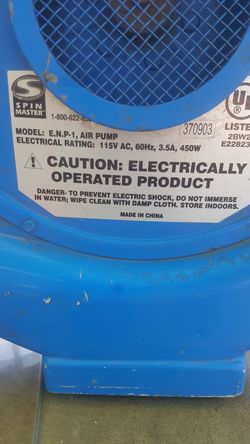 S
SPIN
MASTER
1-800-622-
370903
U
LISTE
2BW2
E22823
MODEL: E.N.P-1, AIR PUMP
ELECTRICAL RATING: 115V AC, 60Hz, 3.5A, 450W
CAUTION: ELECTRICALLY
OPERATED PRODUCT
DANGER- TO PREVENT ELECTRIC SHOCK, DO NOT IMMERSE
IN WATER; WIPE CLEAN WITH DAMP CLOTH. STORE INDOORS.
MADE IN CHINA